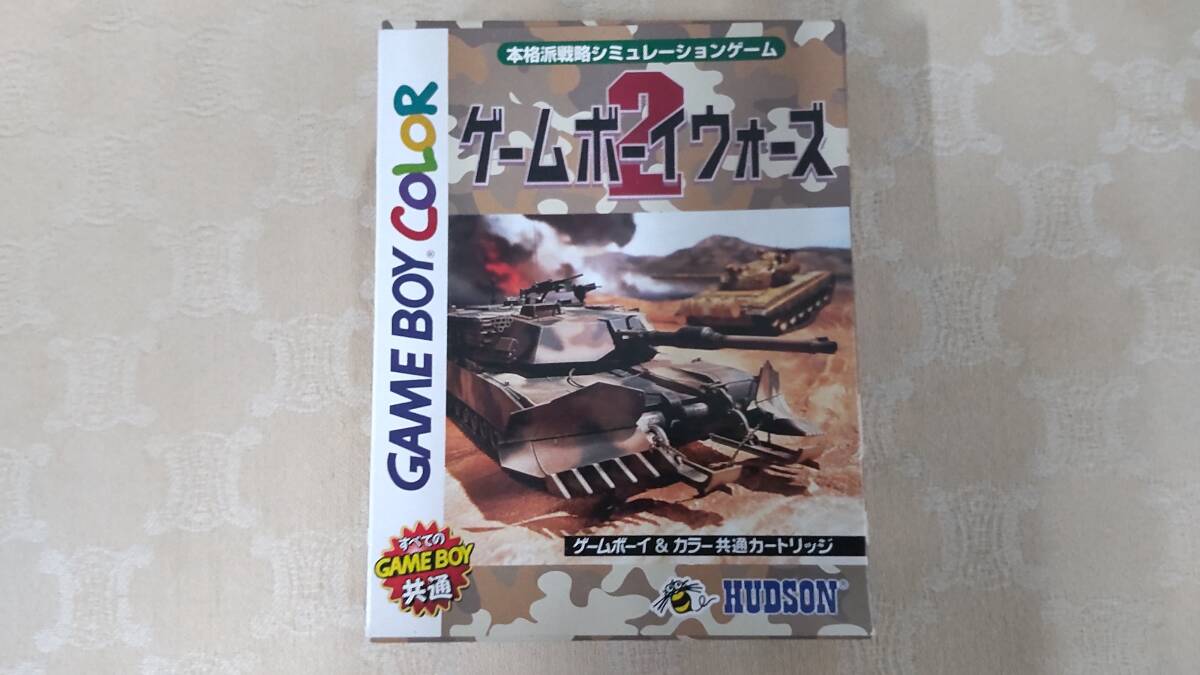 本格派戦略シミュレーションゲーム
ゲームボーイウォーズ
2
GAME BOY COLOR
ゲームボーイ&カラー共通カートリッジ
すべての
GAME BOY
共通
HUDSON®